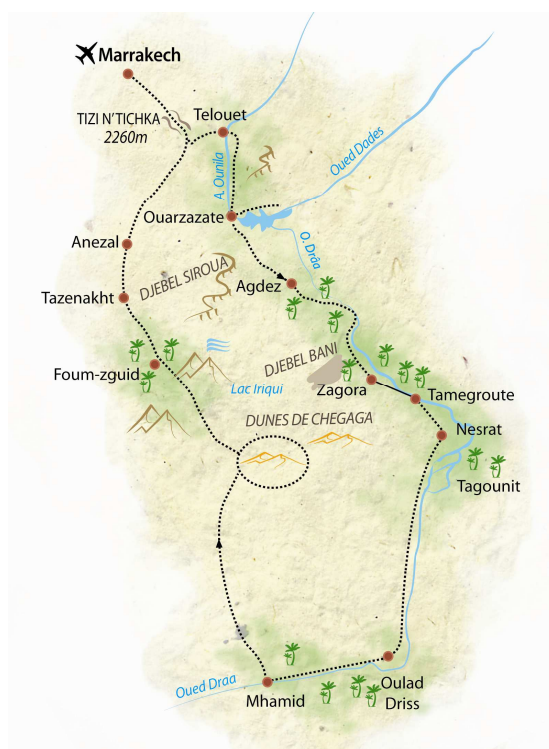 Marrakech
TIZI N'TICHKA
2260m
Telouet
A. Ounila
Oued Dades
Ouarzazate
O. Drâa
Anezal
DJEBEL SIROUA
Agdez
Tazenakht
DJEBEL BANI
Foum-zguid
Lac Iriqui
Zagora
Tamegroute
DUNES DE CHEGAGA
Nesrat
Tagounit
Oued Draa
Mhamid
Oulad
Driss